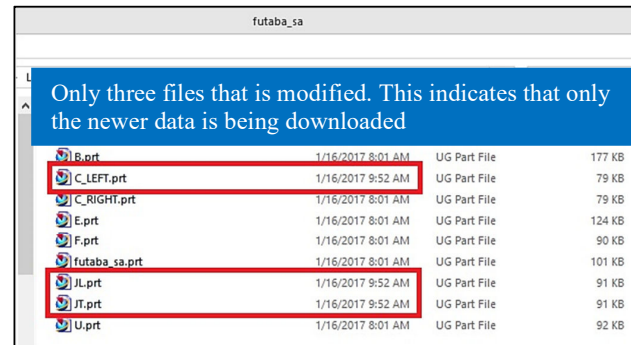 futaba_sa
L
Only three files that is modified. This indicates that only
the newer data is being downloaded
B.prt 1/16/2017 8:01 AM UG Part File 177 KB
C_LEFT.prt 1/16/2017 9:52 AM UG Part File 79 KB
C_RIGHT.prt 1/16/2017 8:01 AM UG Part File 79 KB
E.prt 1/16/2017 8:01 AM UG Part File 124 KB
F.prt 1/16/2017 8:01 AM UG Part File 90 KB
futaba_sa.prt 1/16/2017 8:01 AM UG Part File 101 KB
JL.prt 1/16/2017 9:52 AM UG Part File 91 KB
JT.prt 1/16/2017 9:52 AM UG Part File 91 KB
U.prt 1/16/2017 8:01 AM UG Part File 92 KB